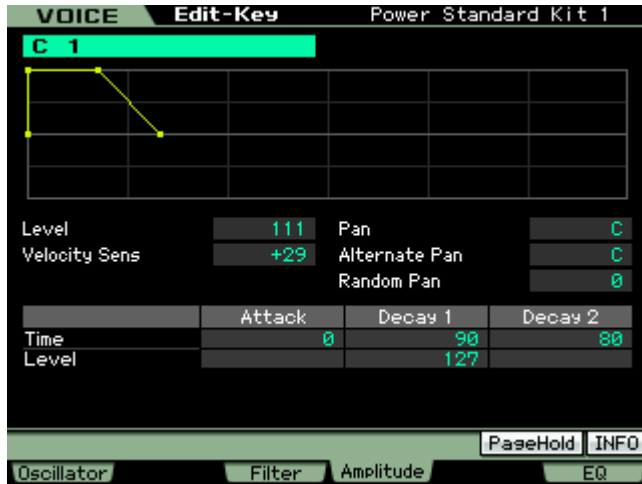 VOICE Edit-Key Power Standard Kit 1
C 1
Level 111 Pan C
Velocity Sens +29 Alternate Pan C
Random Pan 0
Attack Decay 1 Decay 2
Time 0 90 80
Level 127
PageHold INFO
Oscillator Filter Amplitude EQ